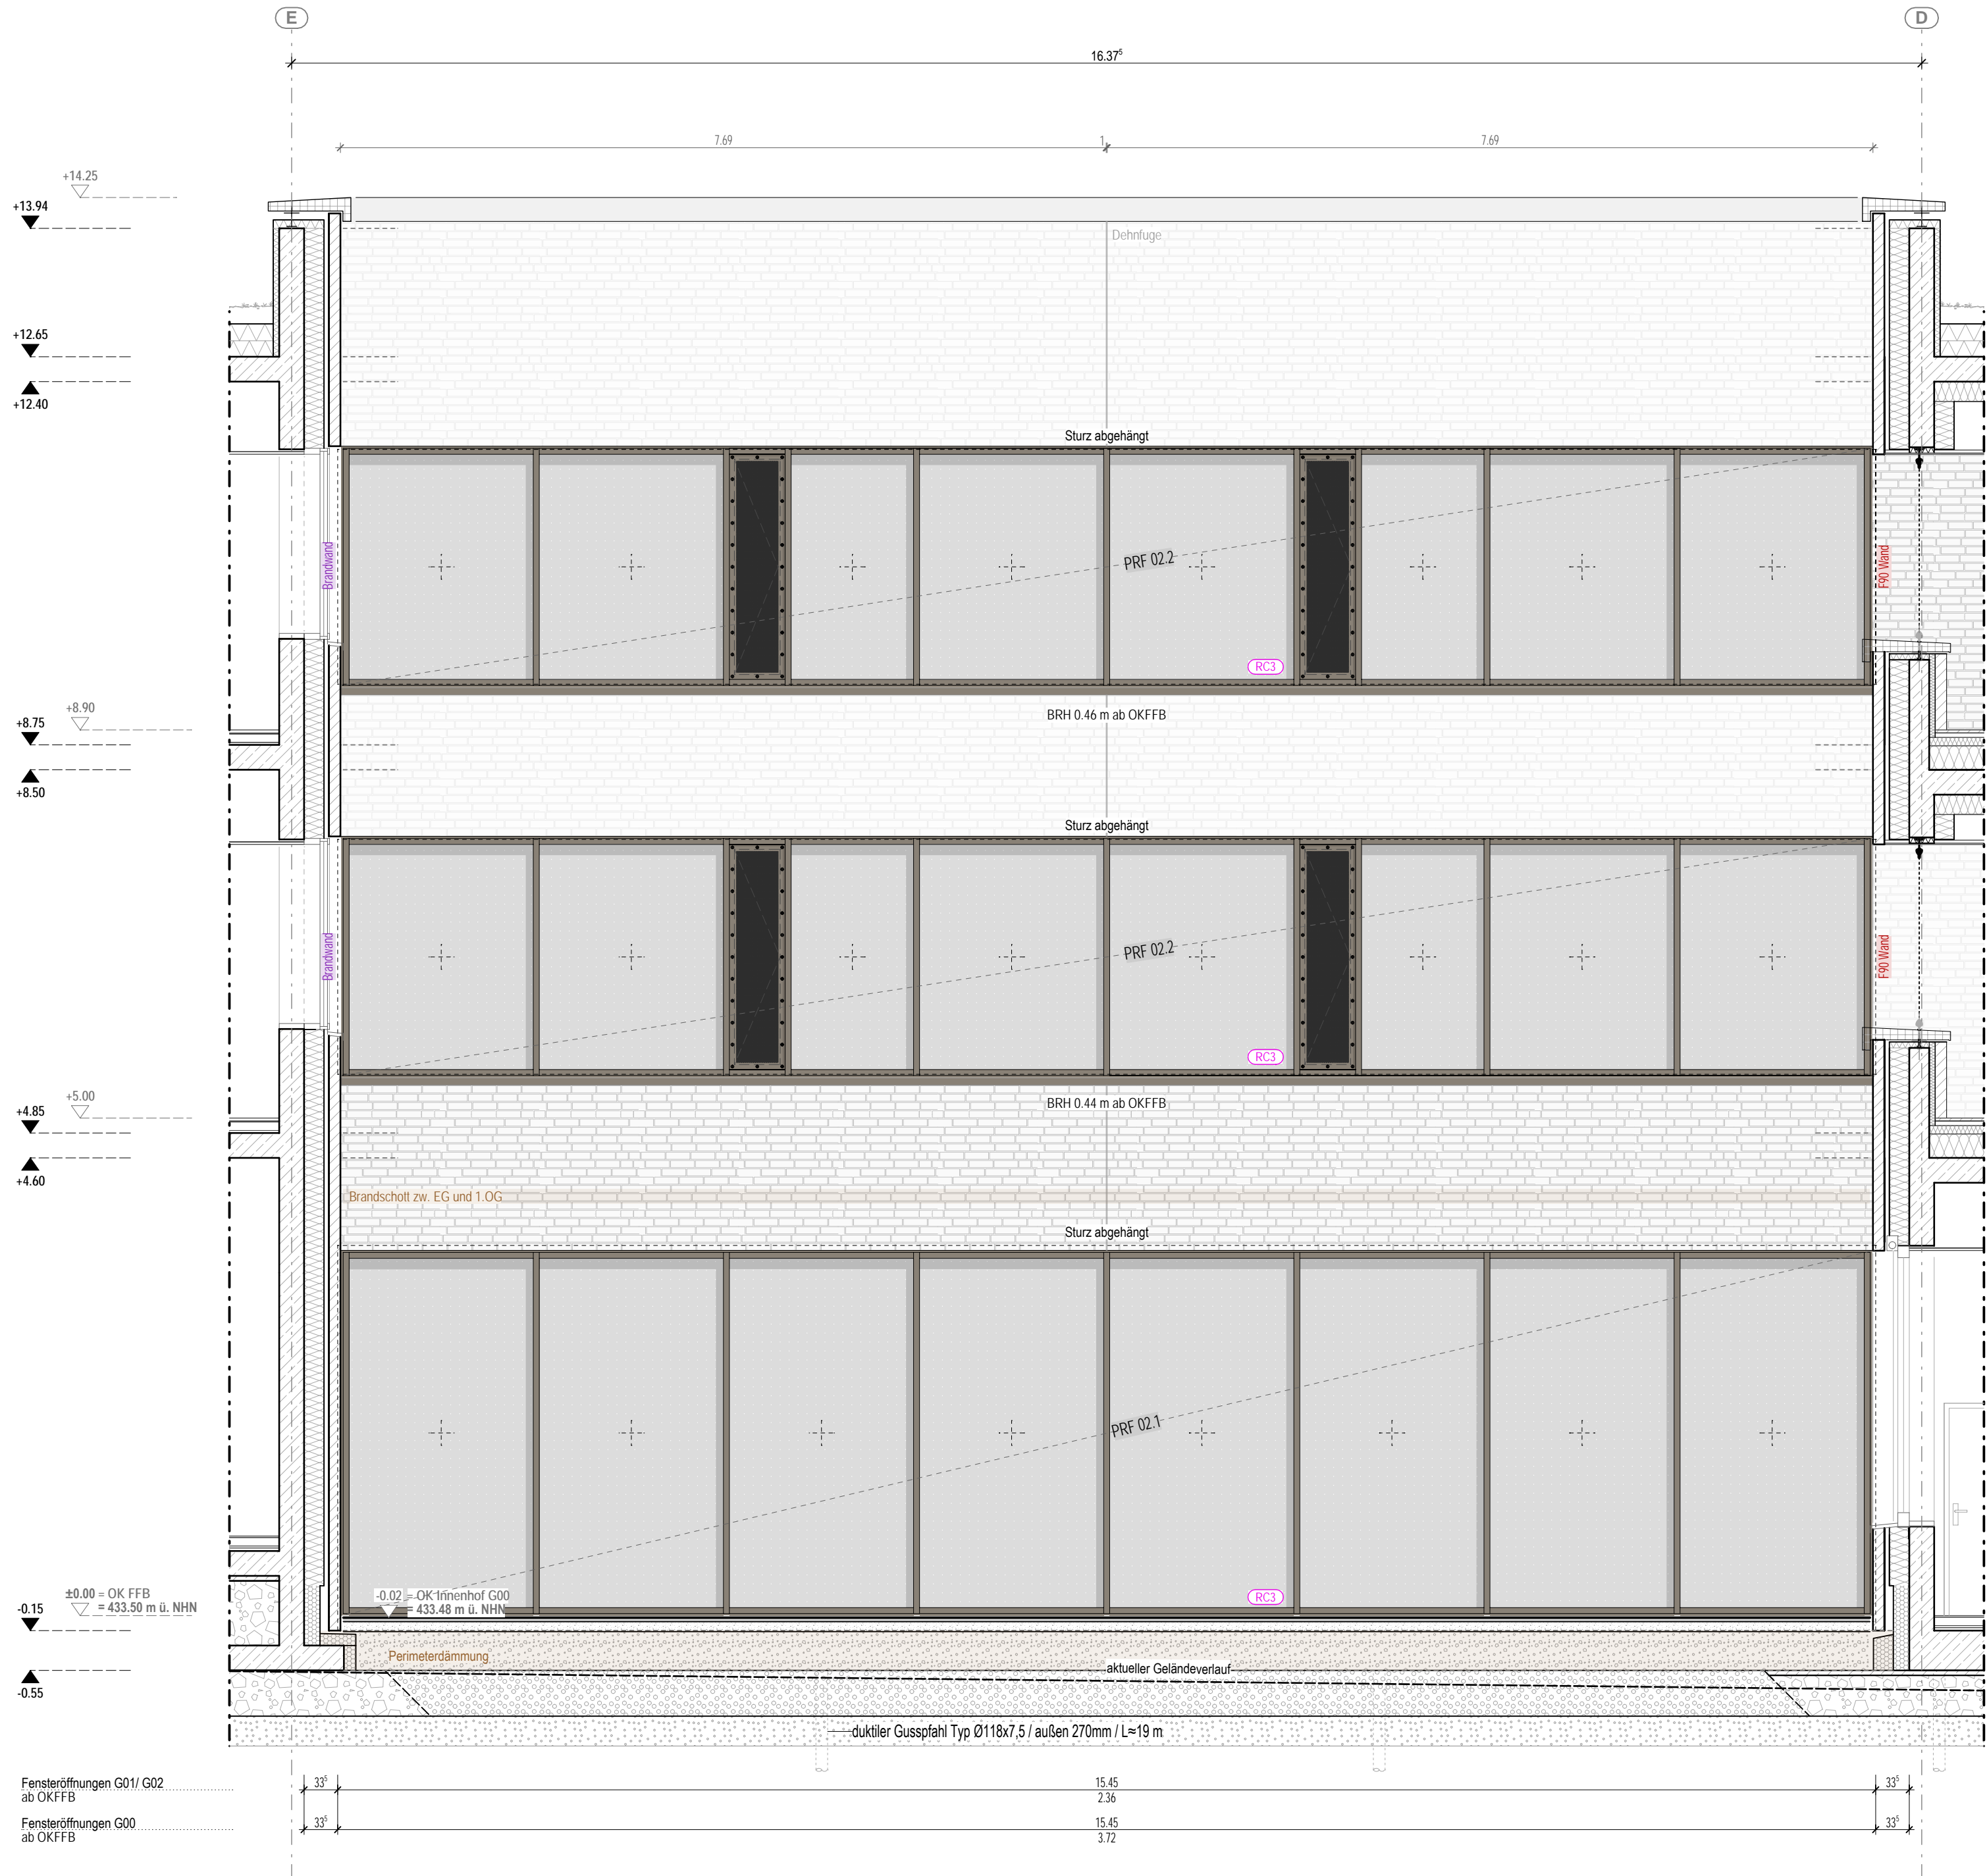 E
D
16.37⁵
7.69
1
7.69
+14.25
+13.94
Dehnfuge
+12.65
+12.40
Sturz abgehängt
Brandwand
PRF 02.2
F90 Wand
RC3
+8.90
+8.75
BRH 0.46 m ab OKFFB
+8.50
Sturz abgehängt
Brandwand
PRF 02.2
F90 Wand
RC3
+5.00
+4.85
BRH 0.44 m ab OKFFB
+4.60
Brandschott zw. EG und 1.OG
Sturz abgehängt
PRF 02.1
RC3
±0.00 = OK FFB
= 433.50 m ü. NHN
-0.02 = OK Innenhof G00
= 433.48 m ü. NHN
-0.15
Perimeterdämmung
aktueller Geländeverlauf
-0.55
duktiler Gusspfahl Typ Ø118x7,5 / außen 270mm / L≈19 m
Fensteröffnungen G01/ G02
ab OKFFB
33⁵
15.45
2.36
33⁵
Fensteröffnungen G00
ab OKFFB
33⁵
15.45
3.72
33⁵